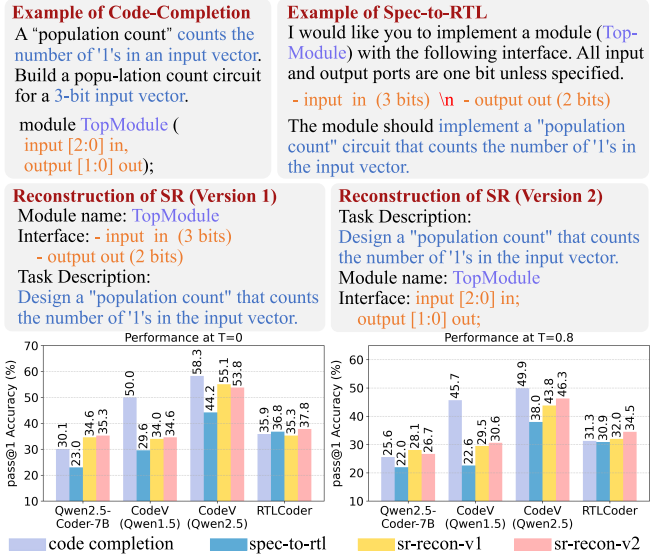 Example of Code-Completion
A "population count" counts the
number of '1's in an input vector.
Build a popu-lation count circuit
for a 3-bit input vector.
module TopModule (
input [2:0] in,
output [1:0] out);
Example of Spec-to-RTL
I would like you to implement a module (Top-
Module) with the following interface. All input
and output ports are one bit unless specified.
- input in (3 bits) \n - output out (2 bits)
The module should implement a "population
count" circuit that counts the number of '1's in
the input vector.
Reconstruction of SR (Version 1)
Module name: TopModule
Interface: - input in (3 bits)
- output out (2 bits)
Task Description:
Design a "population count" that counts
the number of '1's in the input vector.
Reconstruction of SR (Version 2)
Task Description:
Design a "population count" that counts
the number of '1's in the input vector.
Module name: TopModule
Interface: input [2:0] in;
output [1:0] out;
Performance at T=0
pass@1 Accuracy (%)
70
60
50
40
30
20
10
30.1
23.0
34.6
35.3
50.0
29.6
34.0
34.6
58.3
44.2
55.1
53.8
35.9
36.8
35.3
37.8
Qwen2.5-
Coder-7B
CodeV
(Qwen1.5)
CodeV
(Qwen2.5)
RTLCoder
Performance at T=0.8
pass@1 Accuracy (%)
60
50
40
30
20
10
25.6
22.0
28.1
26.7
45.7
22.6
29.5
30.6
49.9
38.0
43.8
46.3
31.3
30.9
32.0
34.5
Qwen2.5-
Coder-7B
CodeV
(Qwen1.5)
CodeV
(Qwen2.5)
RTLCoder
code completion
spec-to-rtl
sr-recon-v1
sr-recon-v2